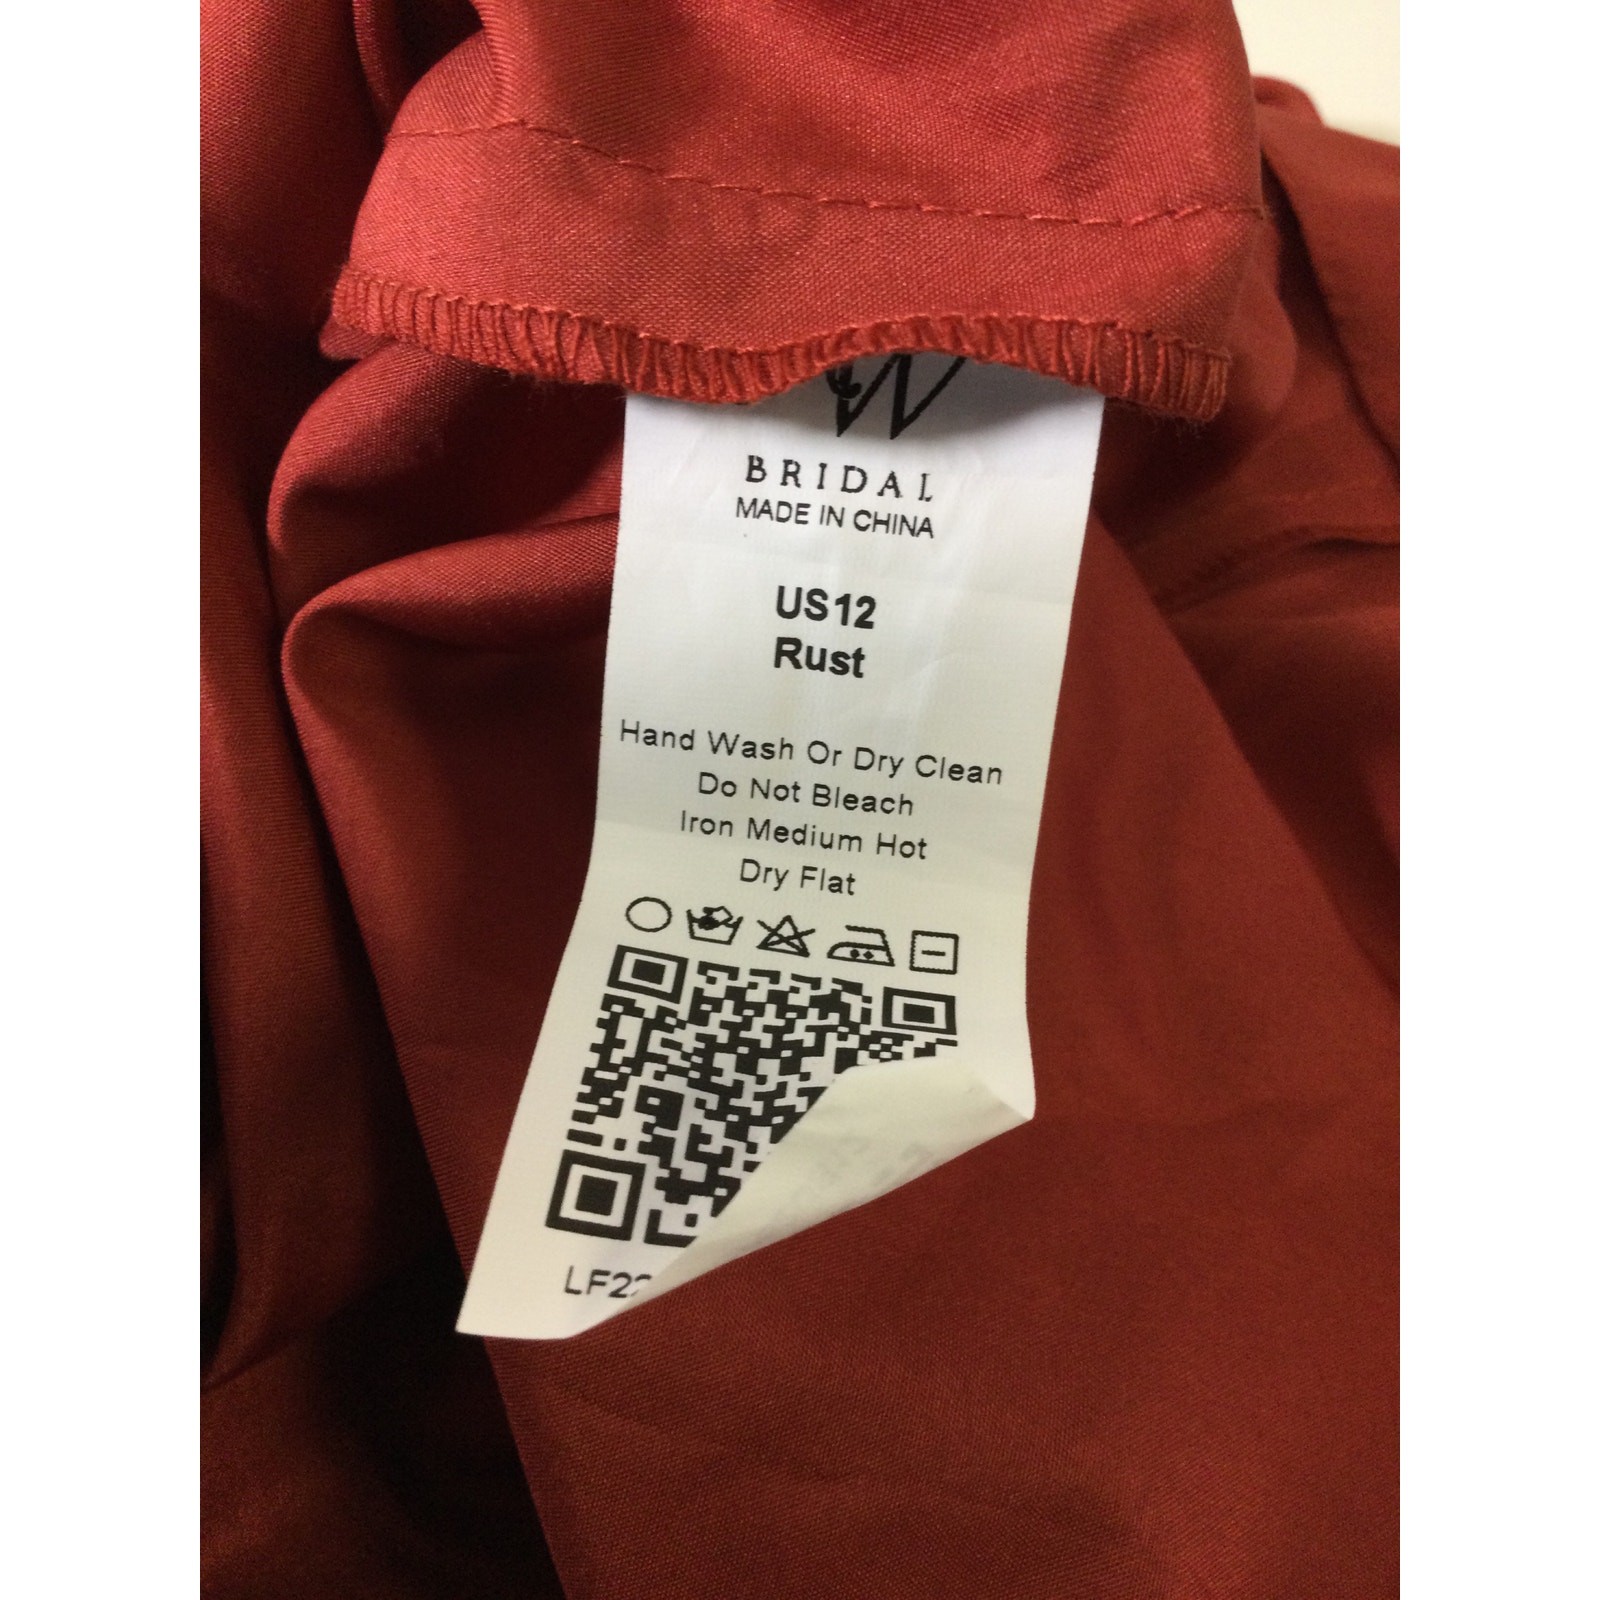 BRIDAL
MADE IN CHINA
US12
Rust
Hand Wash Or Dry Clean
Do Not Bleach
Iron Medium Hot
Dry Flat